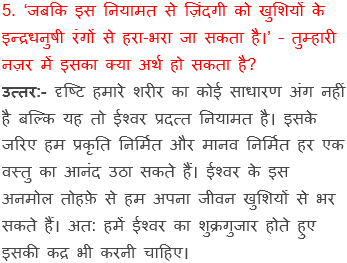 5. ‘जबकि इस नियामत से ज़िंदगी को खुशियों के
इन्द्रधनुषी रंगों से हरा-भरा जा सकता है।’ – तुम्हारी
नज़र में इसका क्या अर्थ हो सकता है?
उत्तर:- दृष्टि हमारे शरीर का कोई साधारण अंग नहीं
है बल्कि यह तो ईश्वर प्रदत्त नियामत है। इसके
जरिए हम प्रकृति निर्मित और मानव निर्मित हर एक
वस्तु का आनंद उठा सकते हैं। ईश्वर के इस
अनमोल तोहफ़े से हम अपना जीवन खुशियों से भर
सकते हैं। अत: हमें ईश्वर का शुक्रगुजार होते हुए
इसकी कद्र भी करनी चाहिए।